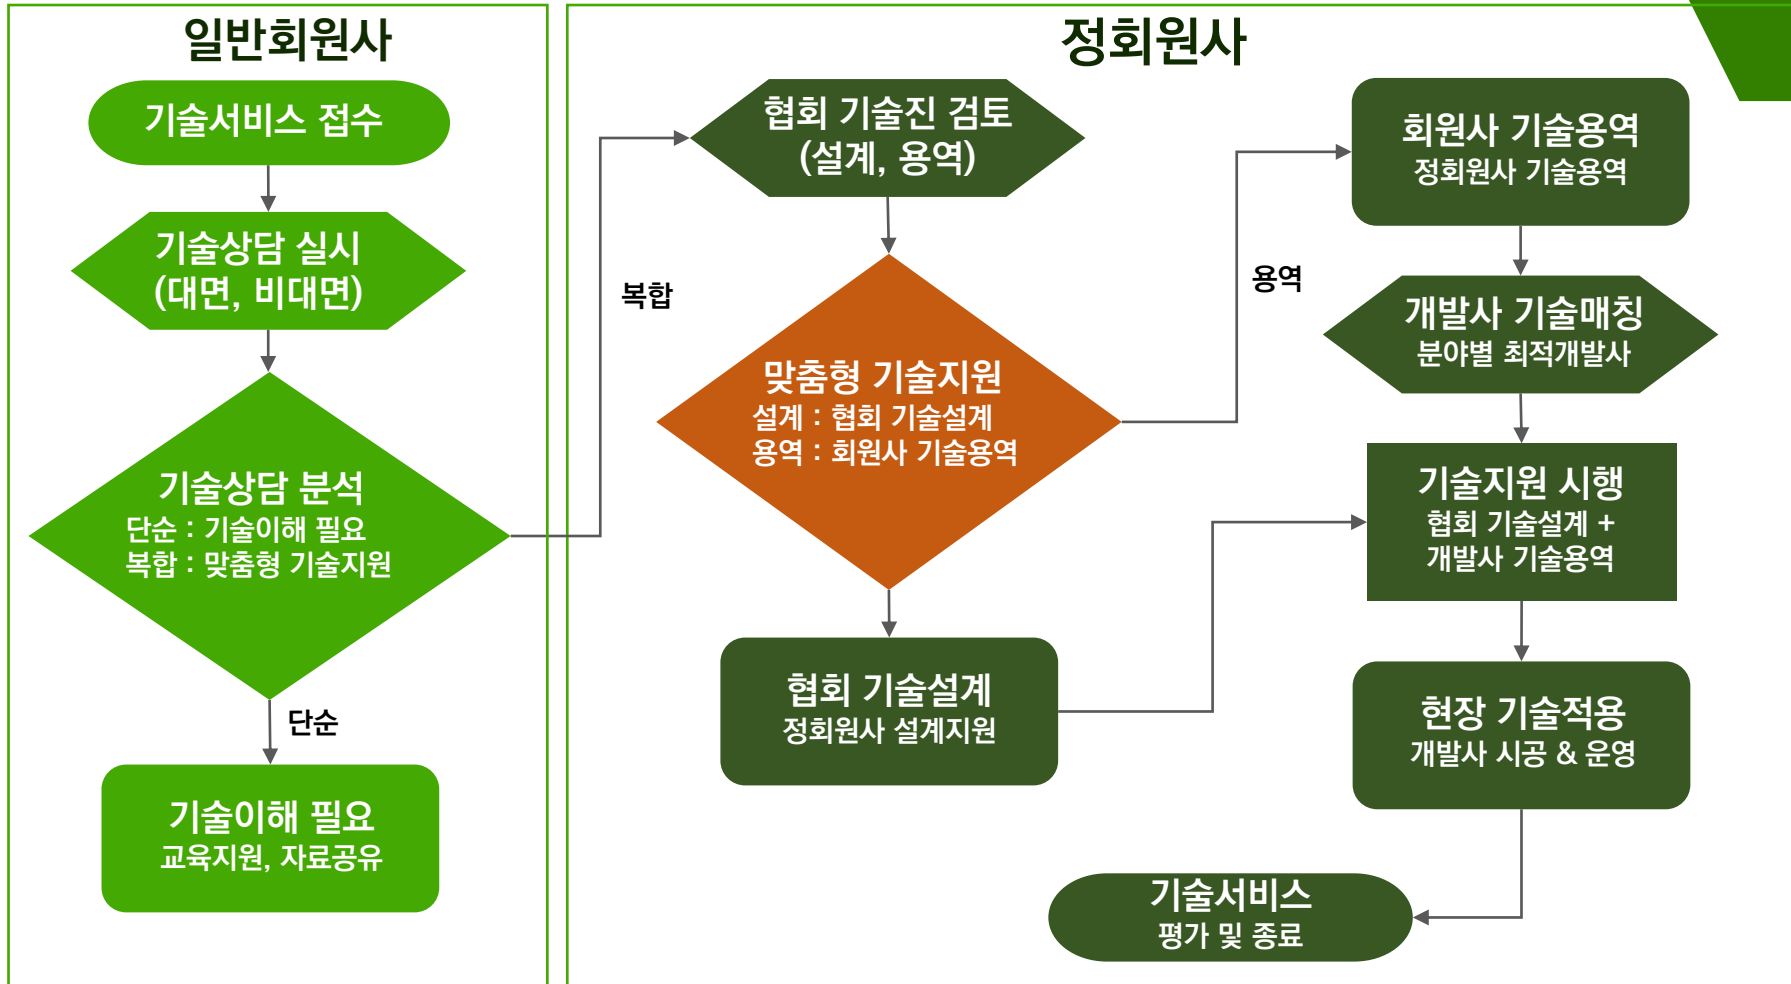 일반회원사
기술서비스 접수
기술상담 실시
(대면, 비대면)
기술상담 분석
단순 : 기술이해 필요
복합 : 맞춤형 기술지원
단순
기술이해 필요
교육지원, 자료공유
복합
정회원사
협회 기술진 검토
(설계, 용역)
맞춤형 기술지원
설계 : 협회 기술설계
용역 : 회원사 기술용역
협회 기술설계
정회원사 설계지원
용역
회원사 기술용역
정회원사 기술용역
개발사 기술매칭
분야별 최적개발사
기술지원 시행
협회 기술설계 +
개발사 기술용역
현장 기술적용
개발사 시공 & 운영
기술서비스
평가 및 종료